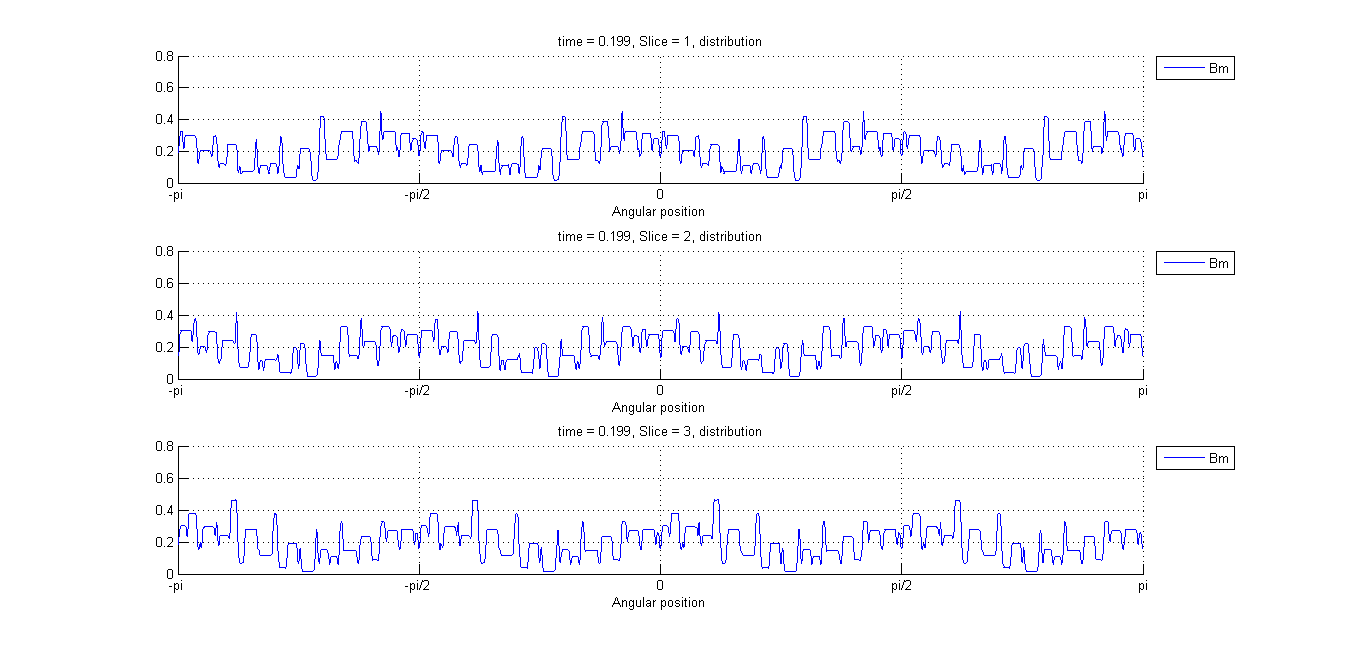 time = 0.199, Slice = 1, distribution
0.8
Bm
0.6
0.4
0.2
0
-pi -pi/2 0 pi/2 pi
Angular position
time = 0.199, Slice = 2, distribution
0.8
Bm
0.6
0.4
0.2
0
-pi -pi/2 0 pi/2 pi
Angular position
time = 0.199, Slice = 3, distribution
0.8
Bm
0.6
0.4
0.2
0
-pi -pi/2 0 pi/2 pi
Angular position